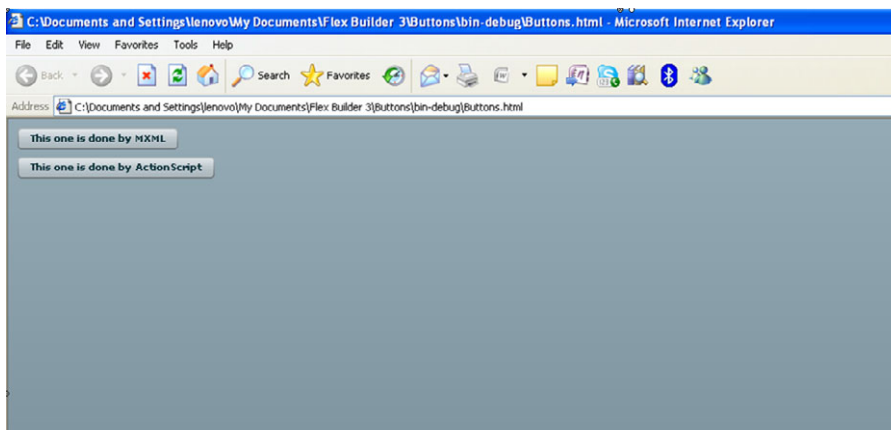 C:\Documents and Settings\lenovo\My Documents\Flex Builder 3\Buttons\bin-debug\Buttons.html - Microsoft Internet Explorer
File Edit View Favorites Tools Help
Back Search Favorites
Address C:\Documents and Settings\lenovo\My Documents\Flex Builder 3\Buttons\bin-debug\Buttons.html
This one is done by MXML
This one is done by ActionScript